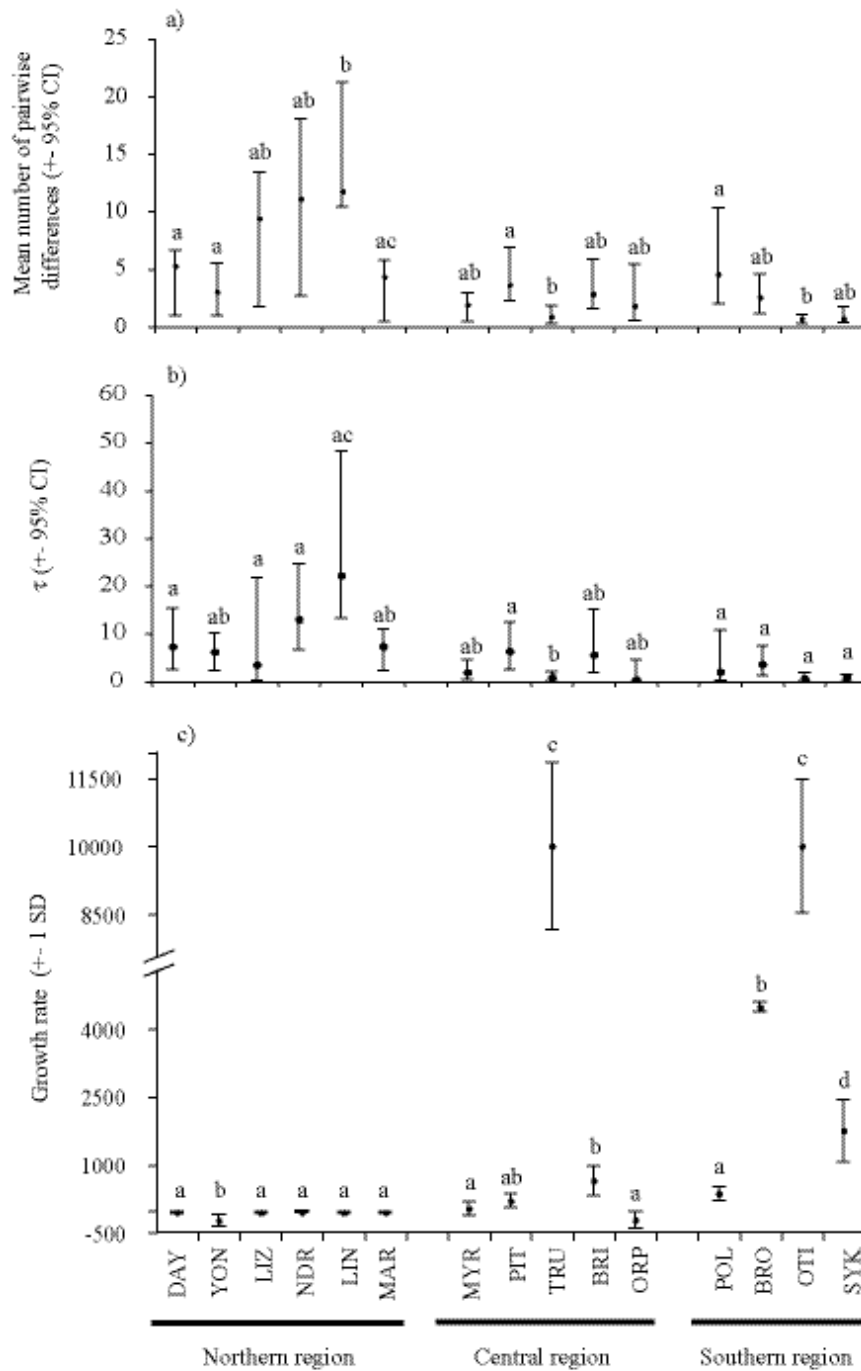 a)
Mean number of pairwise
differences (+- 95% CI)
25
20
15
10
5
0
a a ab ab b ac ab a b ab ab a ab b ab
b)
τ (+- 95% CI)
60
50
40
30
20
10
0
a ab a a ac ab ab a b ab ab a a a a
c)
Growth rate (+- 1 SD
11500
10000
8500
4000
2500
1000
-500
a b a a a a a ab c b a a b c d
DAY YON LIZ NDR LIN MAR MYR PIT TRU BRI ORP POL BRO OTI SYK
Northern region Central region Southern region